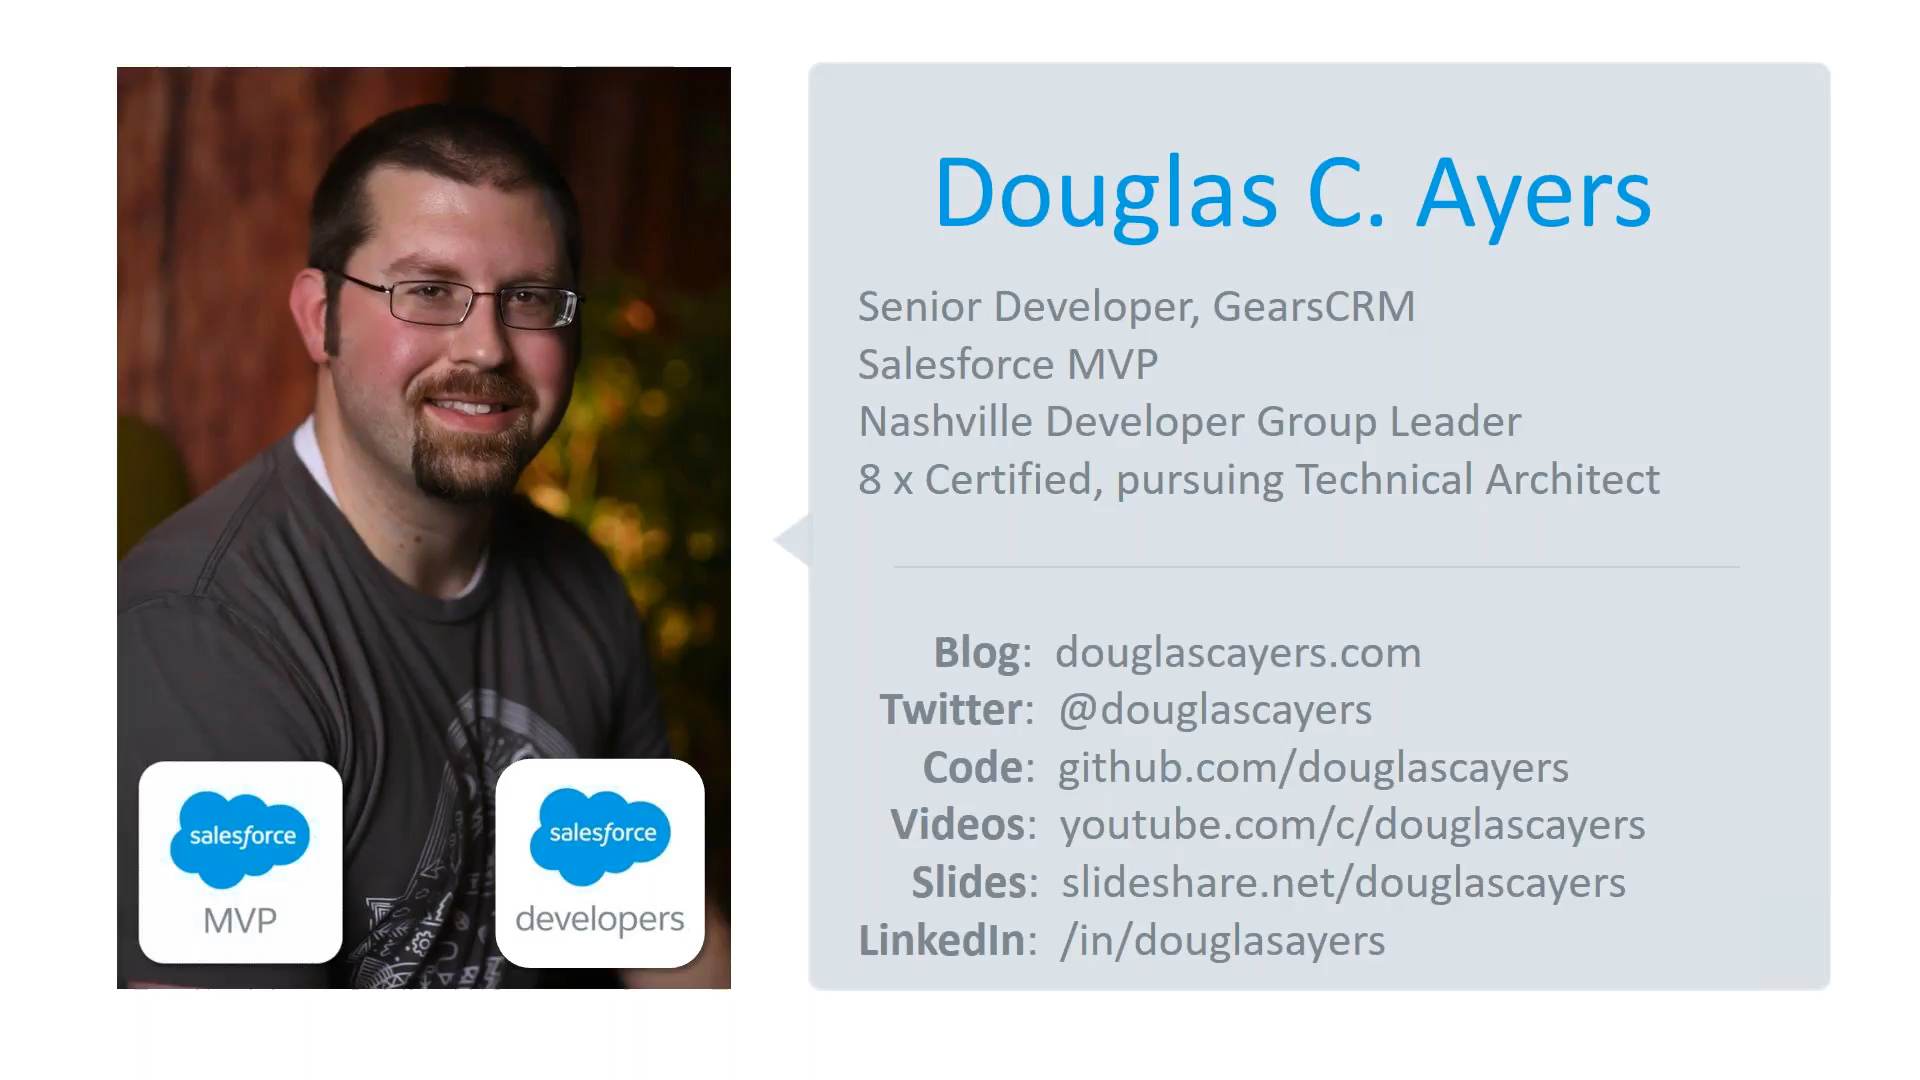 Douglas C. Ayers
Senior Developer, GearsCRM
Salesforce MVP
Nashville Developer Group Leader
8 x Certified, pursuing Technical Architect
Blog: douglascayers.com
Twitter: @douglascayers
Code: github.com/douglascayers
Videos: youtube.com/c/douglascayers
Slides: slideshare.net/douglascayers
LinkedIn: /in/douglasayers
salesforce
MVP
salesforce
developers